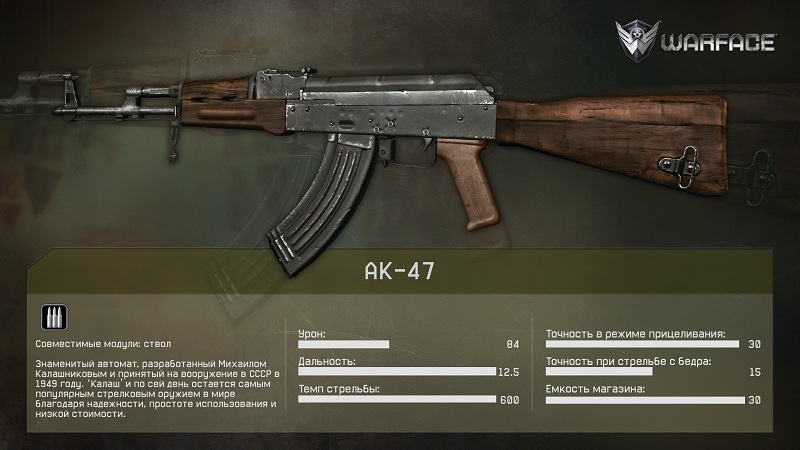 WARFACE
АК-47
Совместимые модули: ствол
Знаменитый автомат, разработанный Михаилом
Калашниковым и принятый на вооружение в СССР в
1949 году. 'Калаш' и по сей день остается самым
популярным стрелковым оружием в мире
благодаря надежности, простоте использования и
низкой стоимости.
Урон:
84
Дальность:
12.5
Темп стрельбы:
600
Точность в режиме прицеливания:
30
Точность при стрельбе с бедра:
15
Емкость магазина:
30